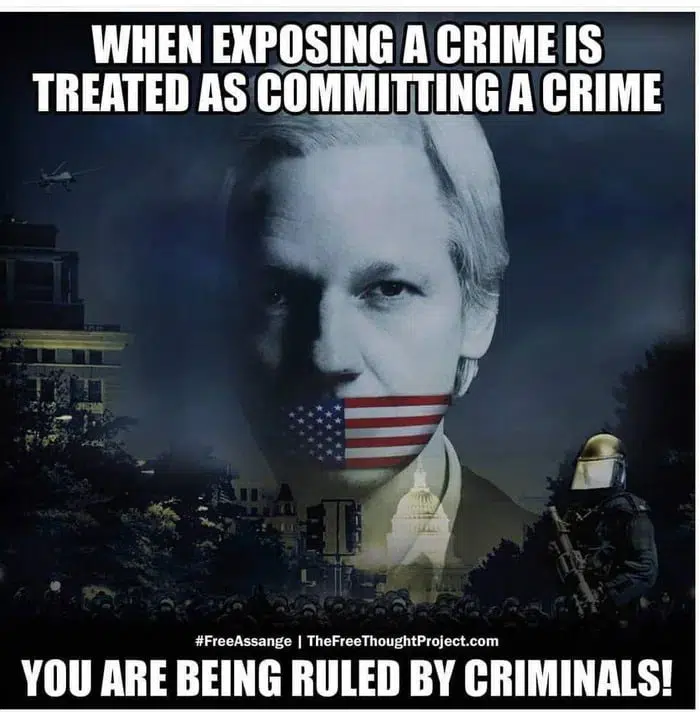 WHEN EXPOSING A CRIME IS
TREATED AS COMMITTING A CRIME
#FreeAssange | TheFreeThoughtProject.com
YOU ARE BEING RULED BY CRIMINALS!